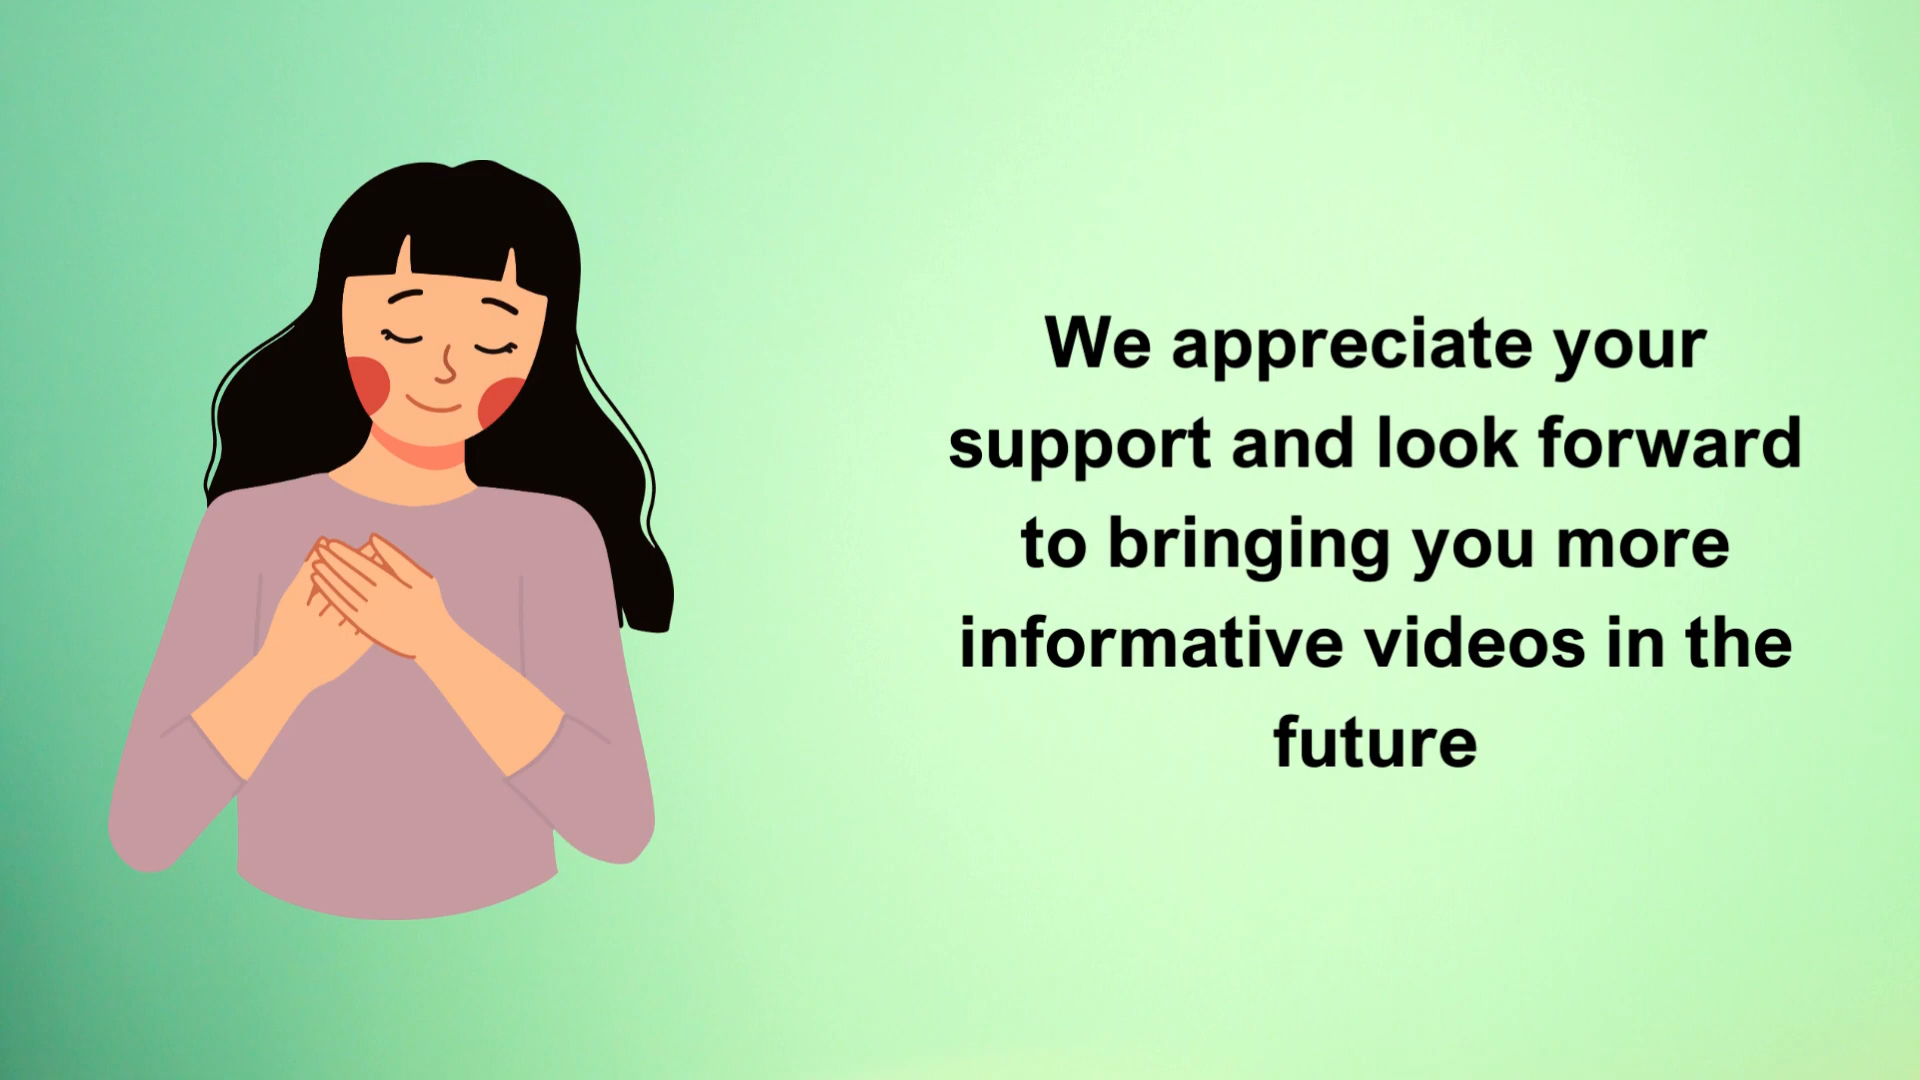 We appreciate your
support and look forward
to bringing you more
informative videos in the
future